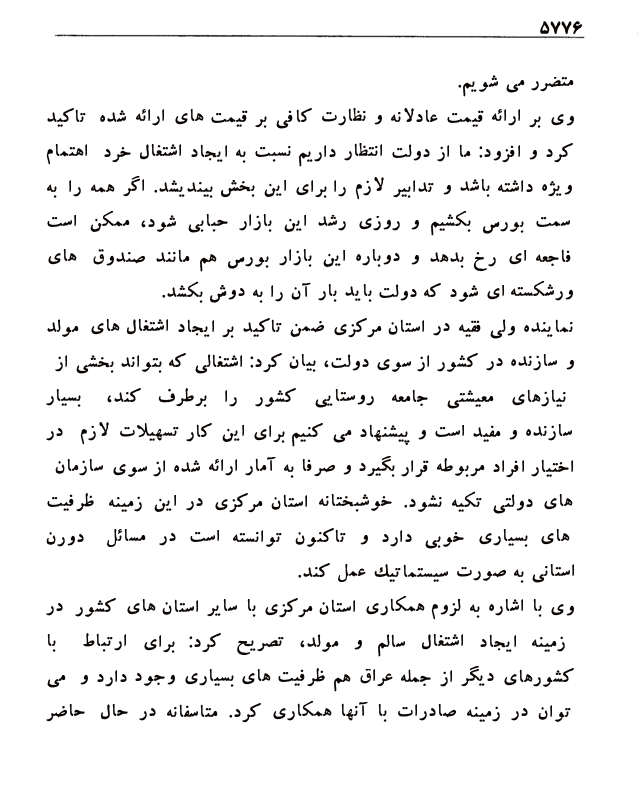 ۵۷۷۶
متضرر می شویم.
وی بر ارائه قیمت عادلانه و نظارت کافی بر قیمت های ارائه شده تاکید
کرد و افزود: ما از دولت انتظار داریم نسبت به ایجاد اشتغال خرد اهتمام
ویژه داشته باشد و تدابیر لازم را برای این بخش بیندیشد. اگر همه را به
سمت بورس بکشیم و روزی رشد این بازار حبابی شود، ممکن است
فاجعه ای رخ بدهد و دوباره این بازار بورس هم مانند صندوق های
ورشکسته ای شود که دولت باید بار آن را به دوش بکشد.
نماینده ولی فقیه در استان مرکزی ضمن تاکید بر ایجاد اشتغال های مولد
و سازنده در کشور از سوی دولت، بیان کرد: اشتغالی که بتواند بخشی از
نیازهای معیشتی جامعه روستایی کشور را برطرف کند، بسیار
سازنده و مفید است و پیشنهاد می کنیم برای این کار تسهیلات لازم در
اختیار افراد مربوطه قرار بگیرد و صرفا به آمار ارائه شده از سوی سازمان
های دولتی تکیه نشود. خوشبختانه استان مرکزی در این زمینه ظرفیت
های بسیاری خوبی دارد و تاکنون توانسته است در مسائل دورن
استانی به صورت سیستماتیك عمل کند.
وی با اشاره به لزوم همکاری استان مرکزی با سایر استان های کشور در
زمینه ایجاد اشتغال سالم و مولد، تصریح کرد: برای ارتباط با
کشورهای دیگر از جمله عراق هم ظرفیت های بسیاری وجود دارد و می
توان در زمینه صادرات با آنها همکاری کرد. متاسفانه در حال حاضر